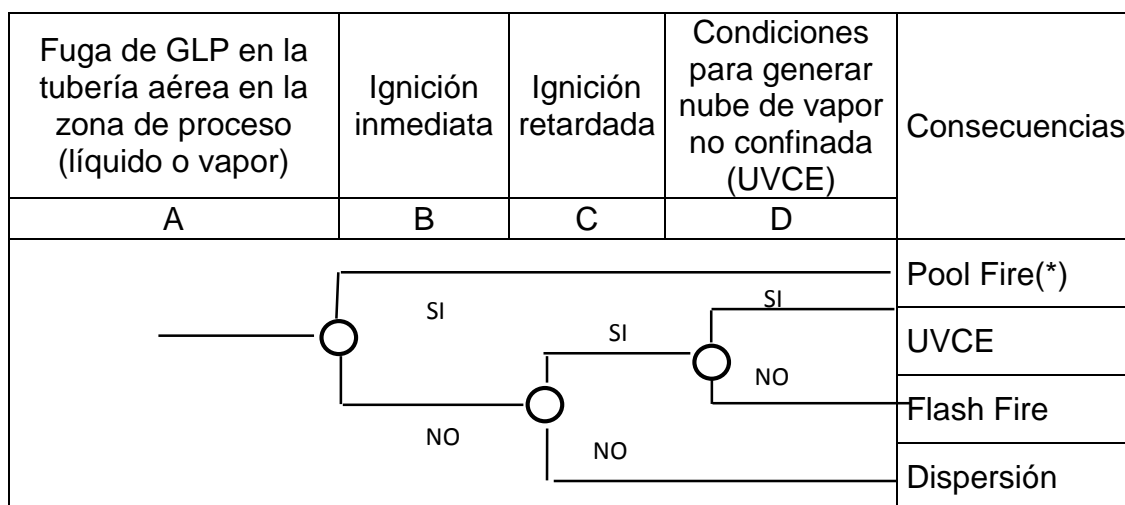 Fuga de GLP en la
tubería aérea en la
zona de proceso
(líquido o vapor)
Ignición
inmediata
Ignición
retardada
Condiciones
para generar
nube de vapor
no confinada
(UVCE)
Consecuencias
A
B
C
D
Pool Fire(*)
SI
SI
SI
UVCE
NO
Flash Fire
NO
NO
Dispersión